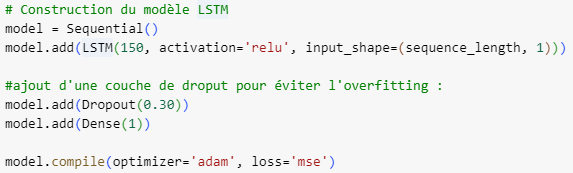 # Construction du modèle LSTM
model = Sequential()
model.add(LSTM(150, activation='relu', input_shape=(sequence_length, 1)))
#ajout d'une couche de droput pour éviter l'overfitting :
model.add(Dropout(0.30))
model.add(Dense(1))
model.compile(optimizer='adam', loss='mse')